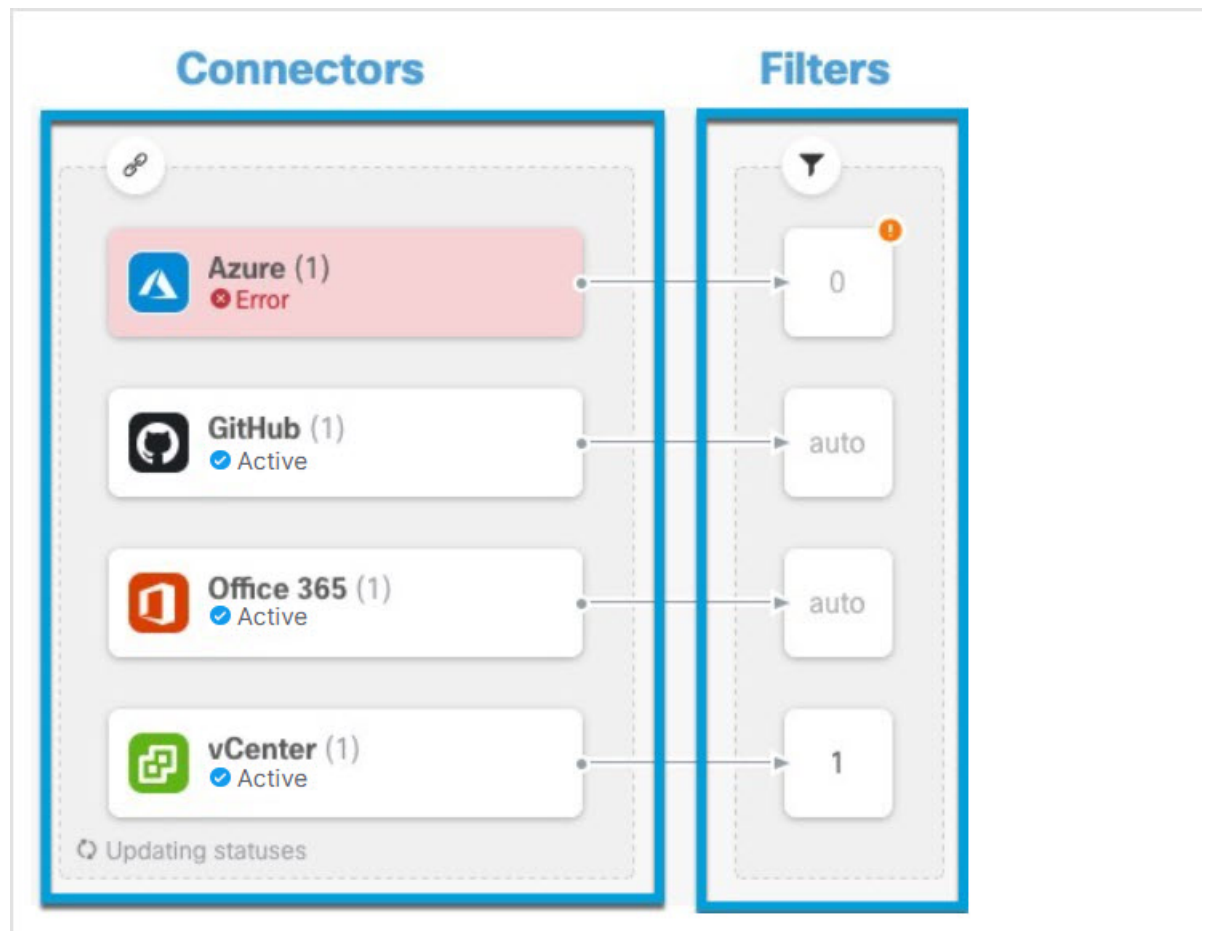 Connectors
Filters
Azure (1)
Error
0
GitHub (1)
Active
auto
Office 365 (1)
Active
auto
vCenter (1)
Active
1
Updating statuses